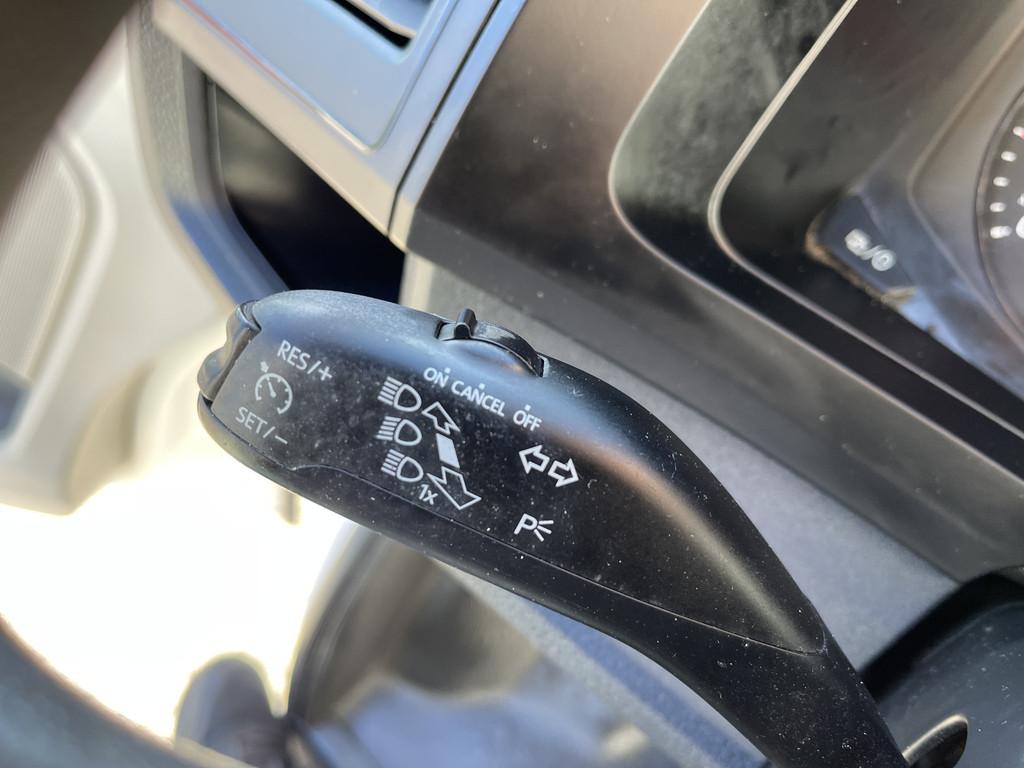 RES/+
SET/-
ON CANCEL OFF
1x
P